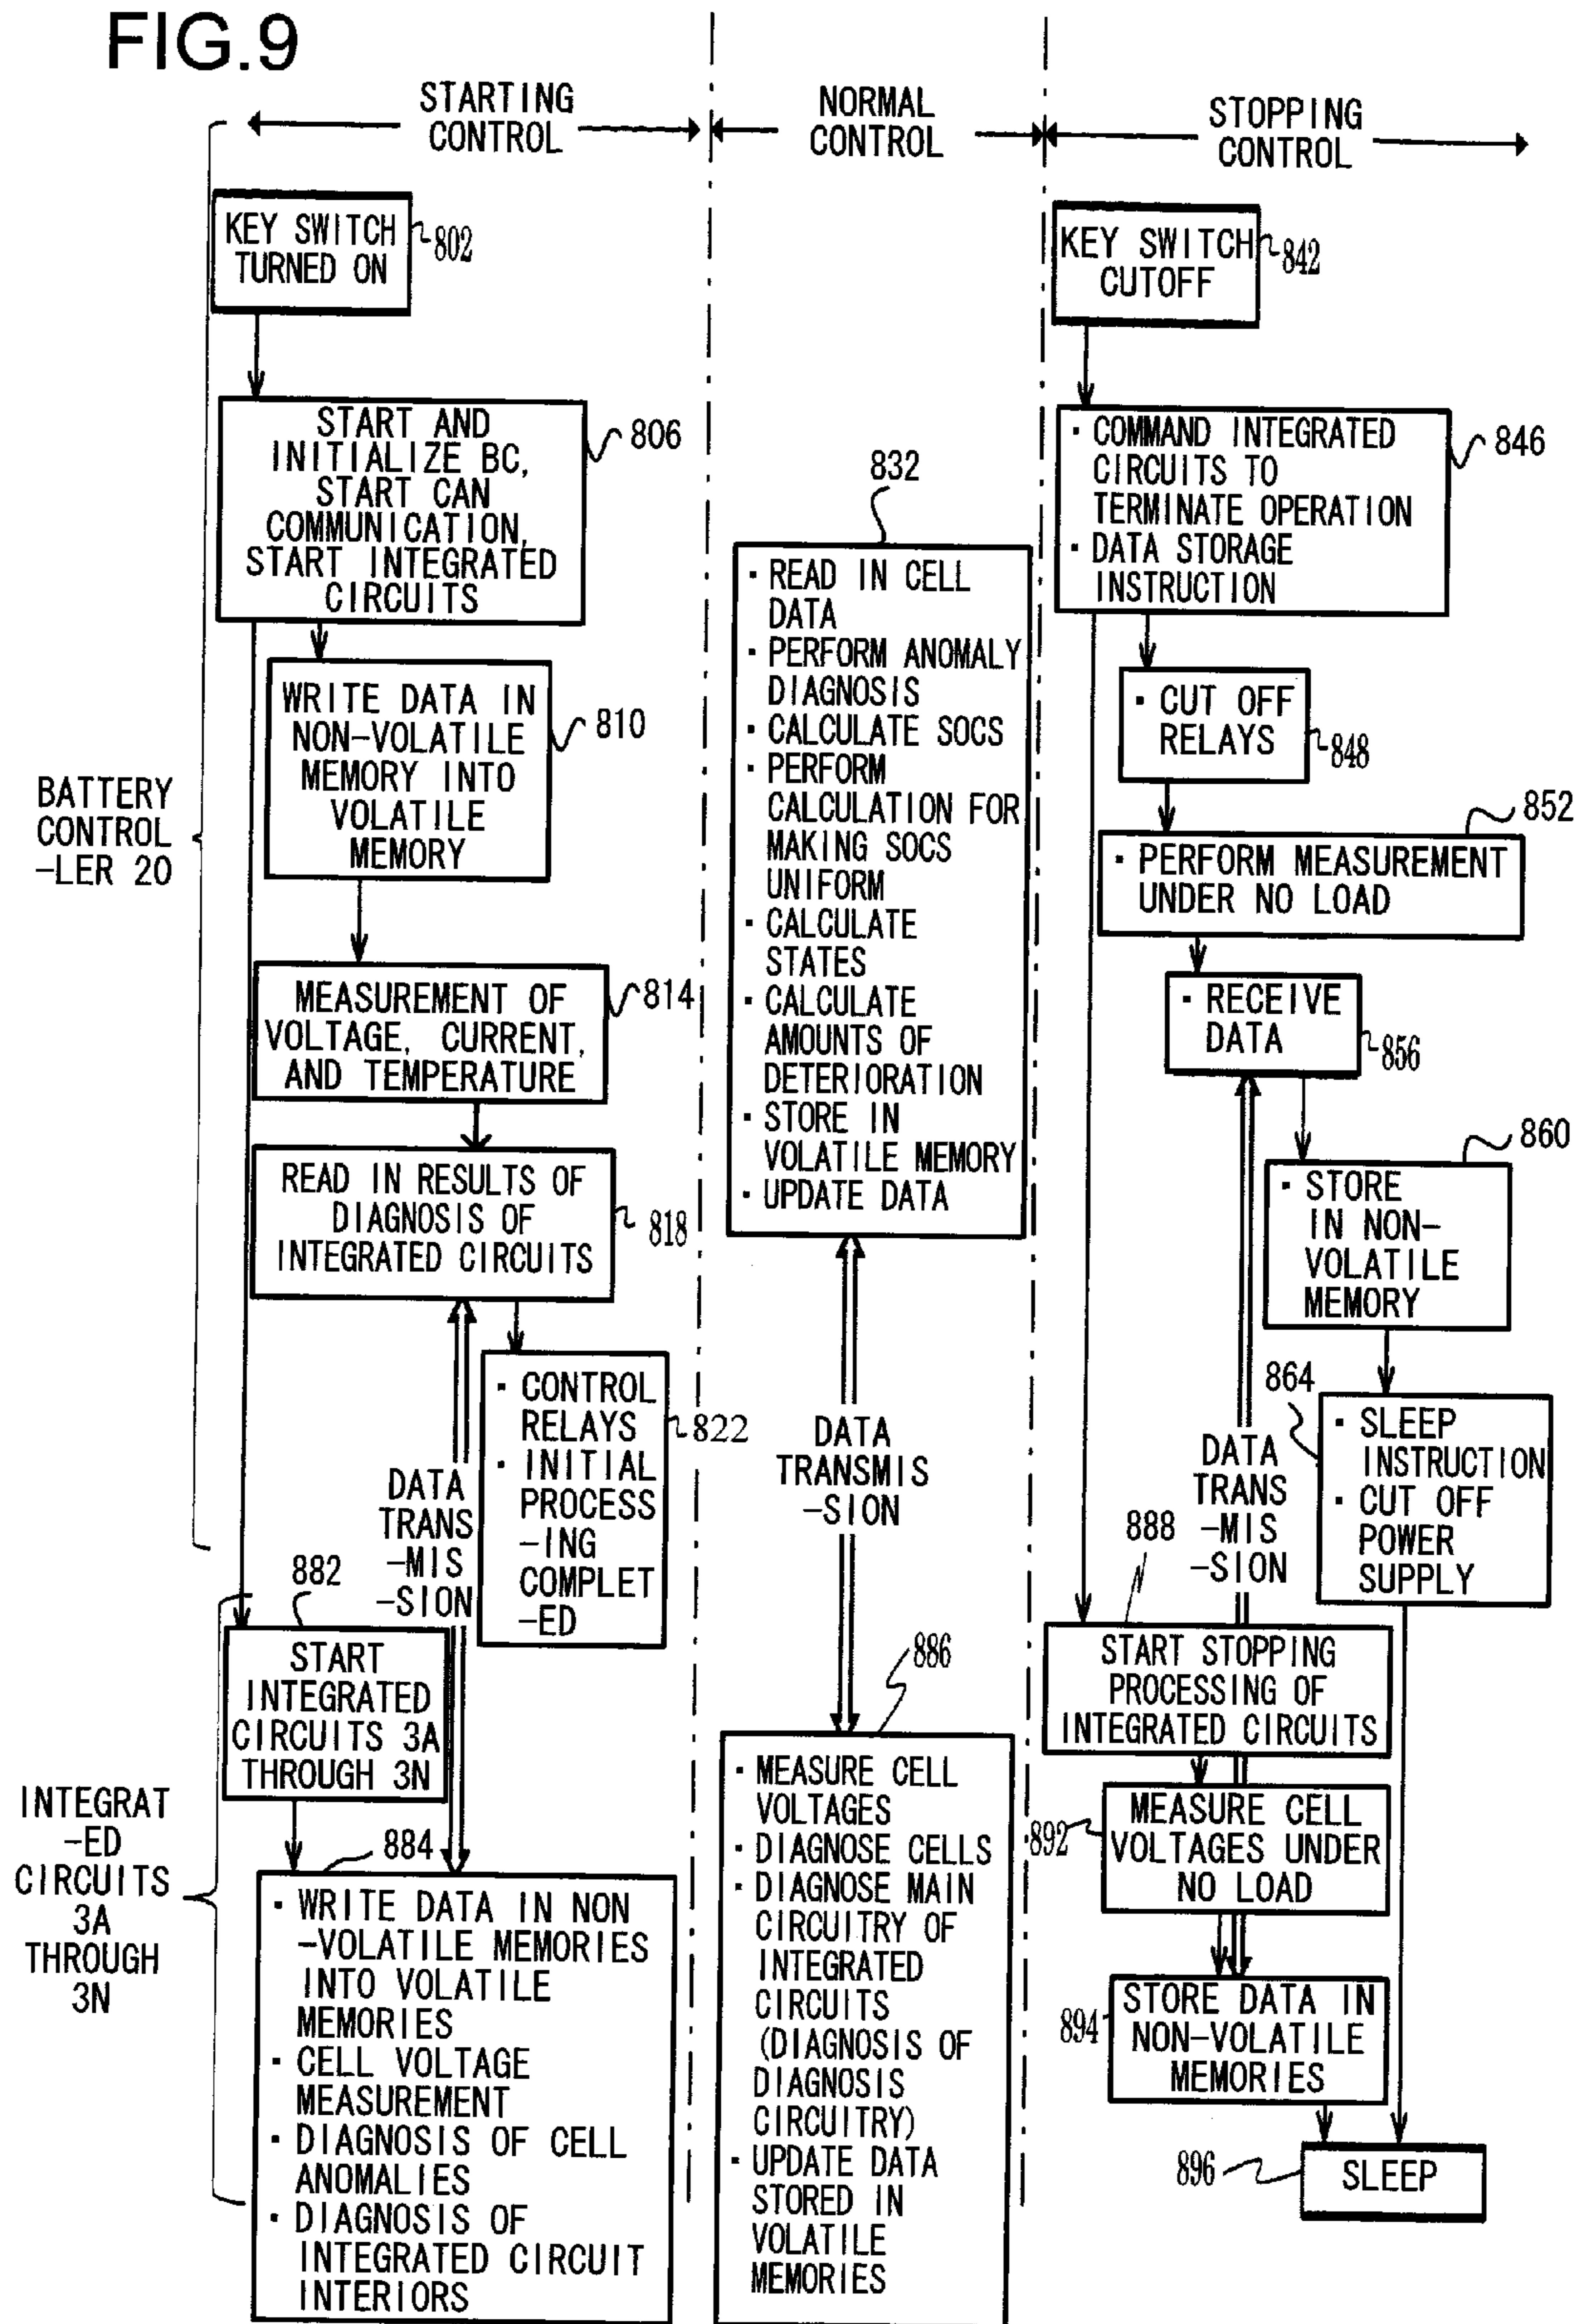 FIG.9
STARTING
CONTROL
NORMAL
CONTROL
STOPPING
CONTROL
BATTERY
CONTROL
-LER 20
KEY SWITCH
TURNED ON
802
START AND
INITIALIZE BC,
START CAN
COMMUNICATION,
START INTEGRATED
CIRCUITS
806
WRITE DATA IN
NON-VOLATILE
MEMORY INTO
VOLATILE
MEMORY
810
MEASUREMENT OF
VOLTAGE, CURRENT,
AND TEMPERATURE
814
READ IN RESULTS OF
DIAGNOSIS OF
INTEGRATED CIRCUITS
818
· CONTROL
RELAYS
· INITIAL
PROCESS
-ING
COMPLET
-ED
822
DATA
TRANS
-MIS
-SION
INTEGRAT
-ED
CIRCUITS
3A
THROUGH
3N
882
START
INTEGRATED
CIRCUITS 3A
THROUGH 3N
884
· WRITE DATA IN NON
-VOLATILE MEMORIES
INTO VOLATILE
MEMORIES
· CELL VOLTAGE
MEASUREMENT
· DIAGNOSIS OF CELL
ANOMALIES
· DIAGNOSIS OF
INTEGRATED CIRCUIT
INTERIORS
832
· READ IN CELL
DATA
· PERFORM ANOMALY
DIAGNOSIS
· CALCULATE SOCS
· PERFORM
CALCULATION FOR
MAKING SOCS
UNIFORM
· CALCULATE
STATES
· CALCULATE
AMOUNTS OF
DETERIORATION
· STORE IN
VOLATILE MEMORY
· UPDATE DATA
DATA
TRANSMIS
-SION
886
· MEASURE CELL
VOLTAGES
· DIAGNOSE CELLS
· DIAGNOSE MAIN
CIRCUITRY OF
INTEGRATED
CIRCUITS
(DIAGNOSIS OF
DIAGNOSIS
CIRCUITRY)
· UPDATE DATA
STORED IN
VOLATILE
MEMORIES
KEY SWITCH
CUTOFF
842
· COMMAND INTEGRATED
CIRCUITS TO
TERMINATE OPERATION
· DATA STORAGE
INSTRUCTION
846
· CUT OFF
RELAYS
848
852
· PERFORM MEASUREMENT
UNDER NO LOAD
· RECEIVE
DATA
856
860
· STORE
IN NON-
VOLATILE
MEMORY
864
· SLEEP
INSTRUCTION
· CUT OFF
POWER
SUPPLY
DATA
TRANS
-MIS
-SION
888
START STOPPING
PROCESSING OF
INTEGRATED CIRCUITS
892
MEASURE CELL
VOLTAGES UNDER
NO LOAD
894
STORE DATA IN
NON-VOLATILE
MEMORIES
896
SLEEP